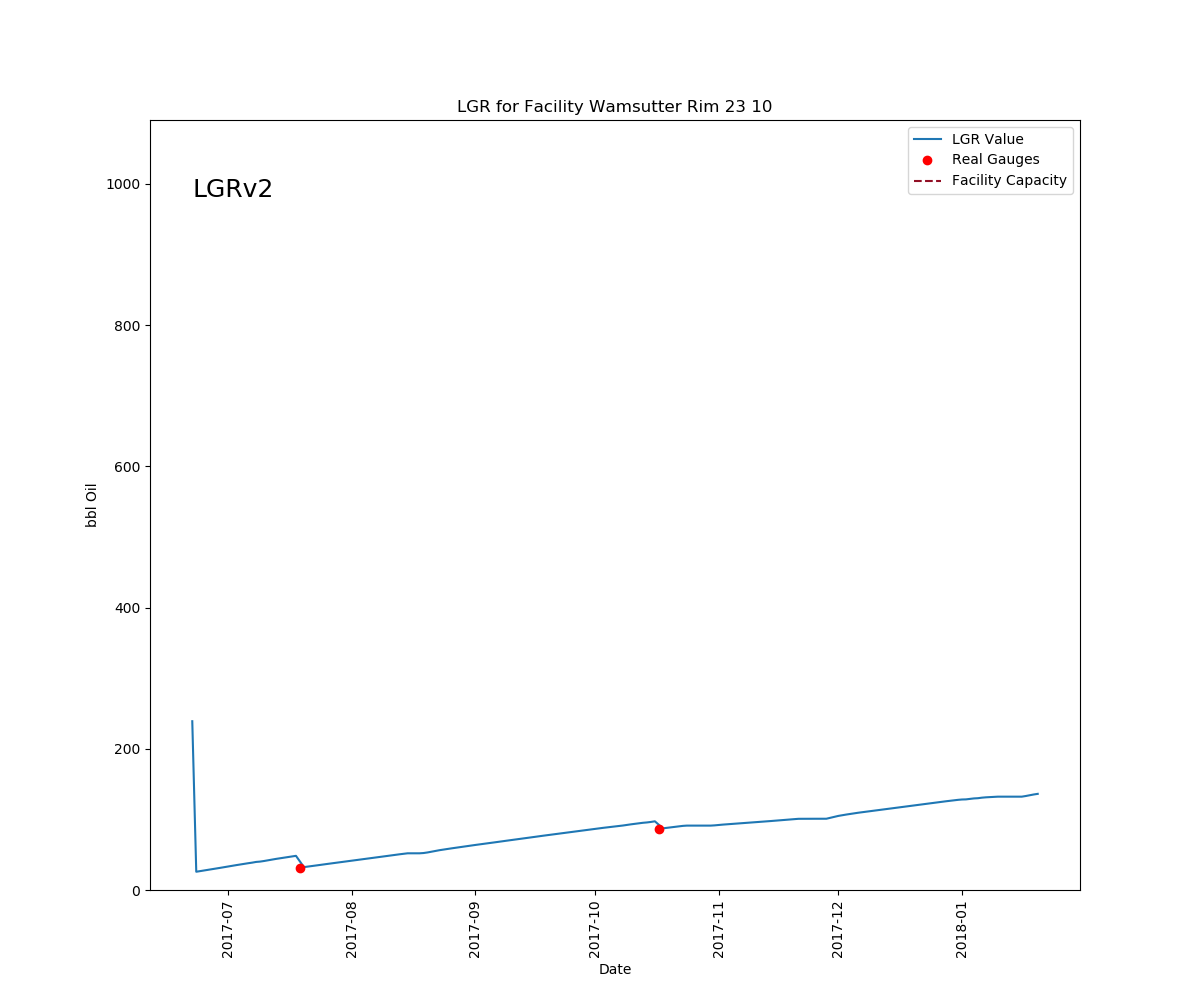 LGR for Facility Wamsutter Rim 23 10
LGR Value
Real Gauges
Facility Capacity
LGRv2
1000
800
600
400
200
0
bbl Oil
2017-07
2017-08
2017-09
2017-10
2017-11
2017-12
2018-01
Date